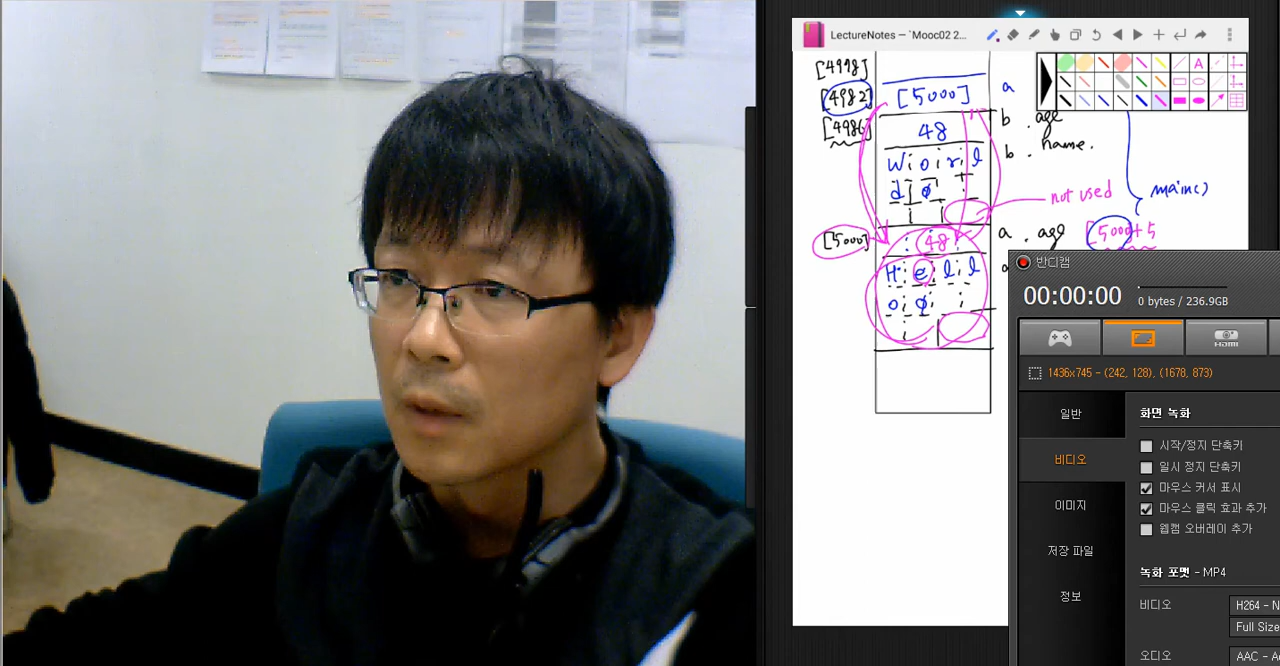 LectureNotes — `Mooc02 2...
[4978]
[4982]
[5000]
a
[4986]
48
b . age
W o r l
b . name.
d ∅
not used
main()
[5000]
48
a . age
[5000+5
H e l l
o ∅
반디캠
00:00:00
0 bytes / 236.9GB
HDMI
1436x745 - (242, 128), (1678, 873)
일반
비디오
이미지
저장 파일
정보
화면 녹화
시작/정지 단축키
일시 정지 단축키
마우스 커서 표시
마우스 클릭 효과 추가
웹캠 오버레이 추가
녹화 포맷 - MP4
비디오
H264 - N
Full Size
오디오
AAC - A